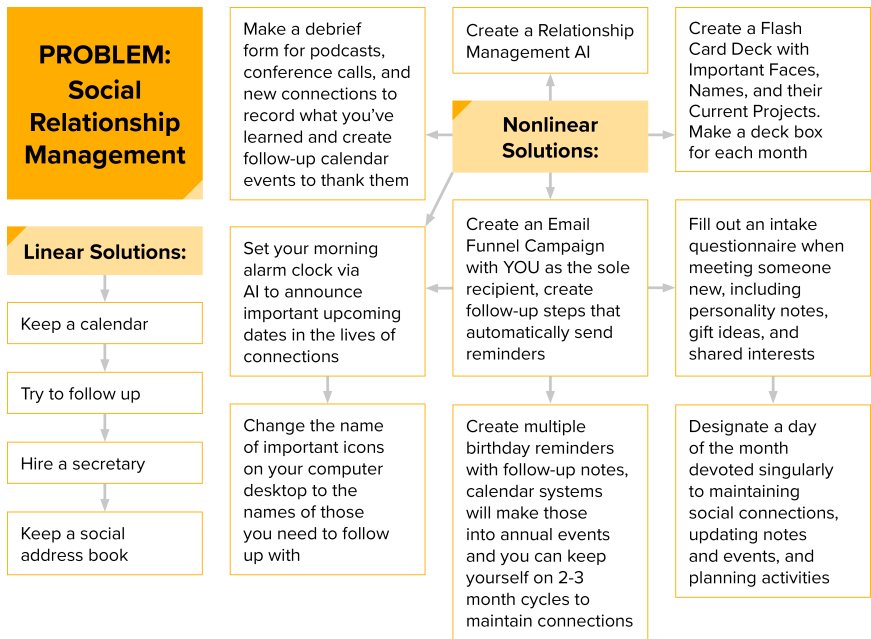 PROBLEM:
Social
Relationship
Management
Linear Solutions:
Keep a calendar
Try to follow up
Hire a secretary
Keep a social
address book
Make a debrief
form for podcasts,
conference calls, and
new connections to
record what you’ve
learned and create
follow-up calendar
events to thank them
Create a Relationship
Management AI
Create a Flash
Card Deck with
Important Faces,
Names, and their
Current Projects.
Make a deck box
for each month
Nonlinear
Solutions:
Set your morning
alarm clock via
AI to announce
important upcoming
dates in the lives of
connections
Create an Email
Funnel Campaign
with YOU as the sole
recipient, create
follow-up steps that
automatically send
reminders
Fill out an intake
questionnaire when
meeting someone
new, including
personality notes,
gift ideas, and
shared interests
Change the name
of important icons
on your computer
desktop to the
names of those
you need to follow
up with
Create multiple
birthday reminders
with follow-up notes,
calendar systems
will make those
into annual events
and you can keep
yourself on 2-3
month cycles to
maintain connections
Designate a day
of the month
devoted singularly
to maintaining
social connections,
updating notes
and events, and
planning activities